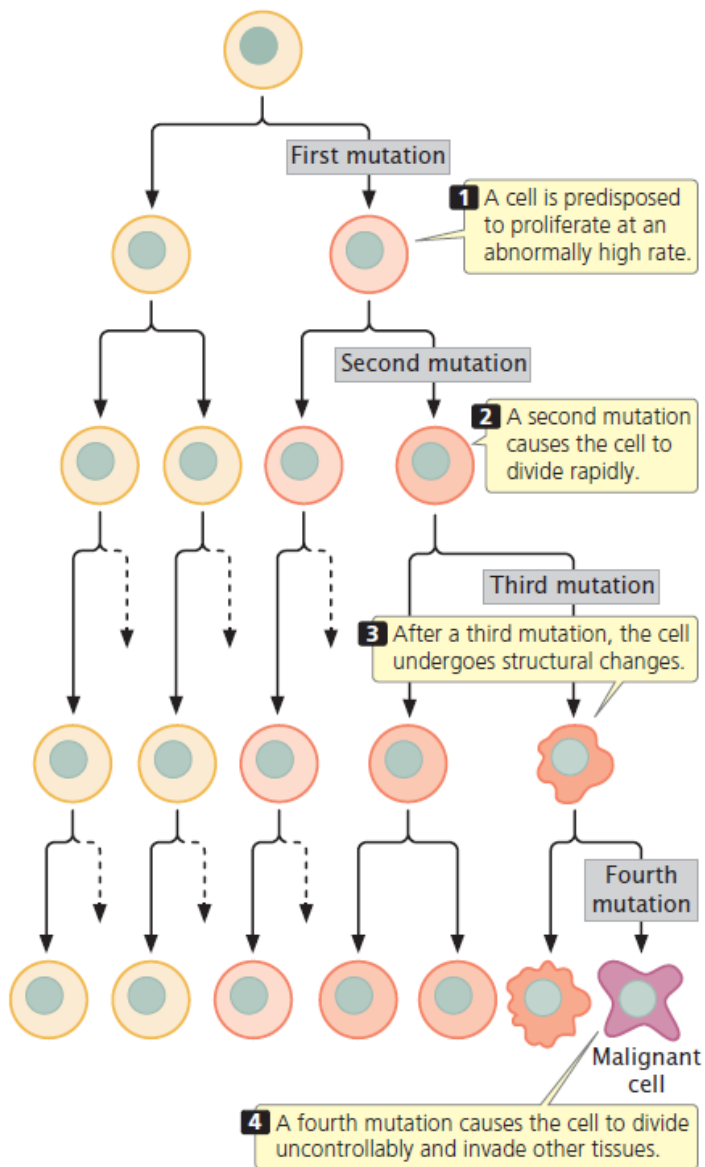 First mutation
1 A cell is predisposed
to proliferate at an
abnormally high rate.
Second mutation
2 A second mutation
causes the cell to
divide rapidly.
Third mutation
3 After a third mutation, the cell
undergoes structural changes.
Fourth
mutation
Malignant
cell
4 A fourth mutation causes the cell to divide
uncontrollably and invade other tissues.